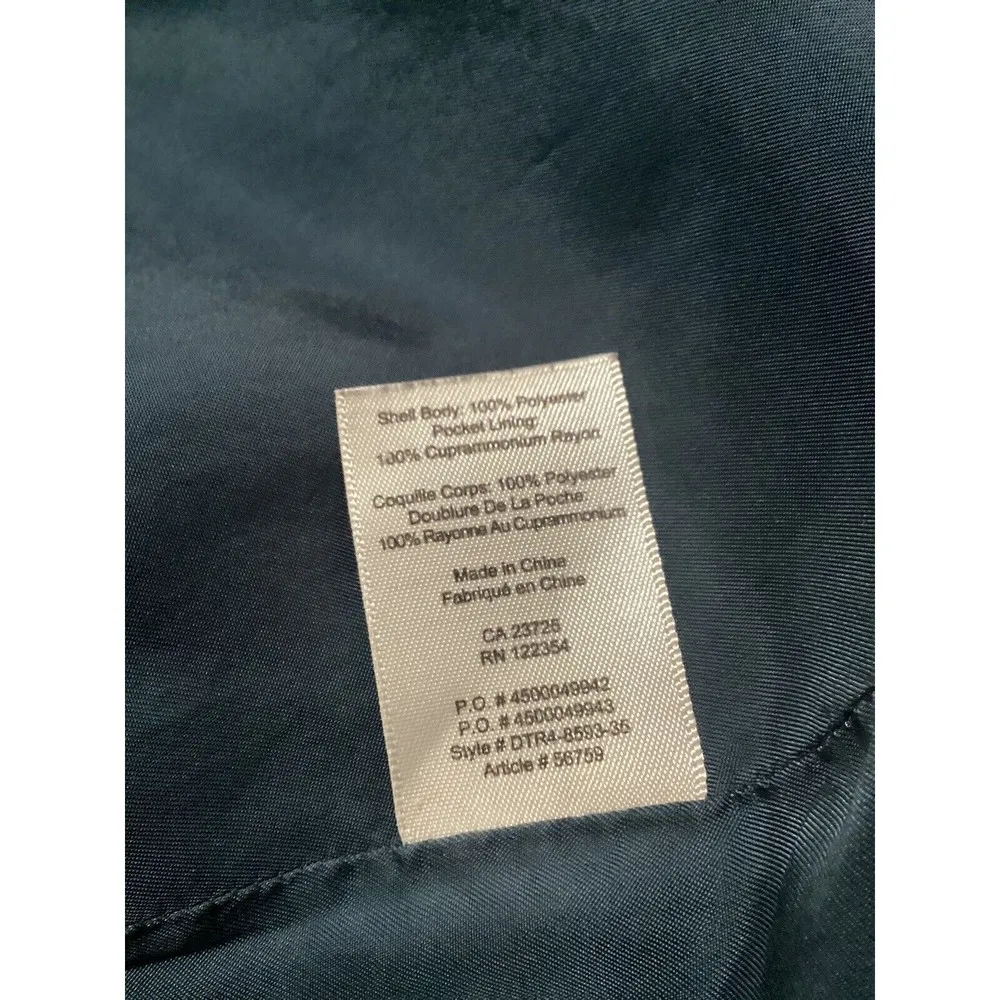 Shell Body: 100% Polyester
Pocket Lining:
100% Cuprammonium Rayon
Coquille Corps: 100% Polyester
Doublure De La Poche:
100% Rayonne Au Cuprammonium
Made in China
Fabriqué en Chine
CA 23726
RN 122354
P.O. # 4500049942
P.O. # 4500049943
Style # DTR4-8593-35
Article # 56759